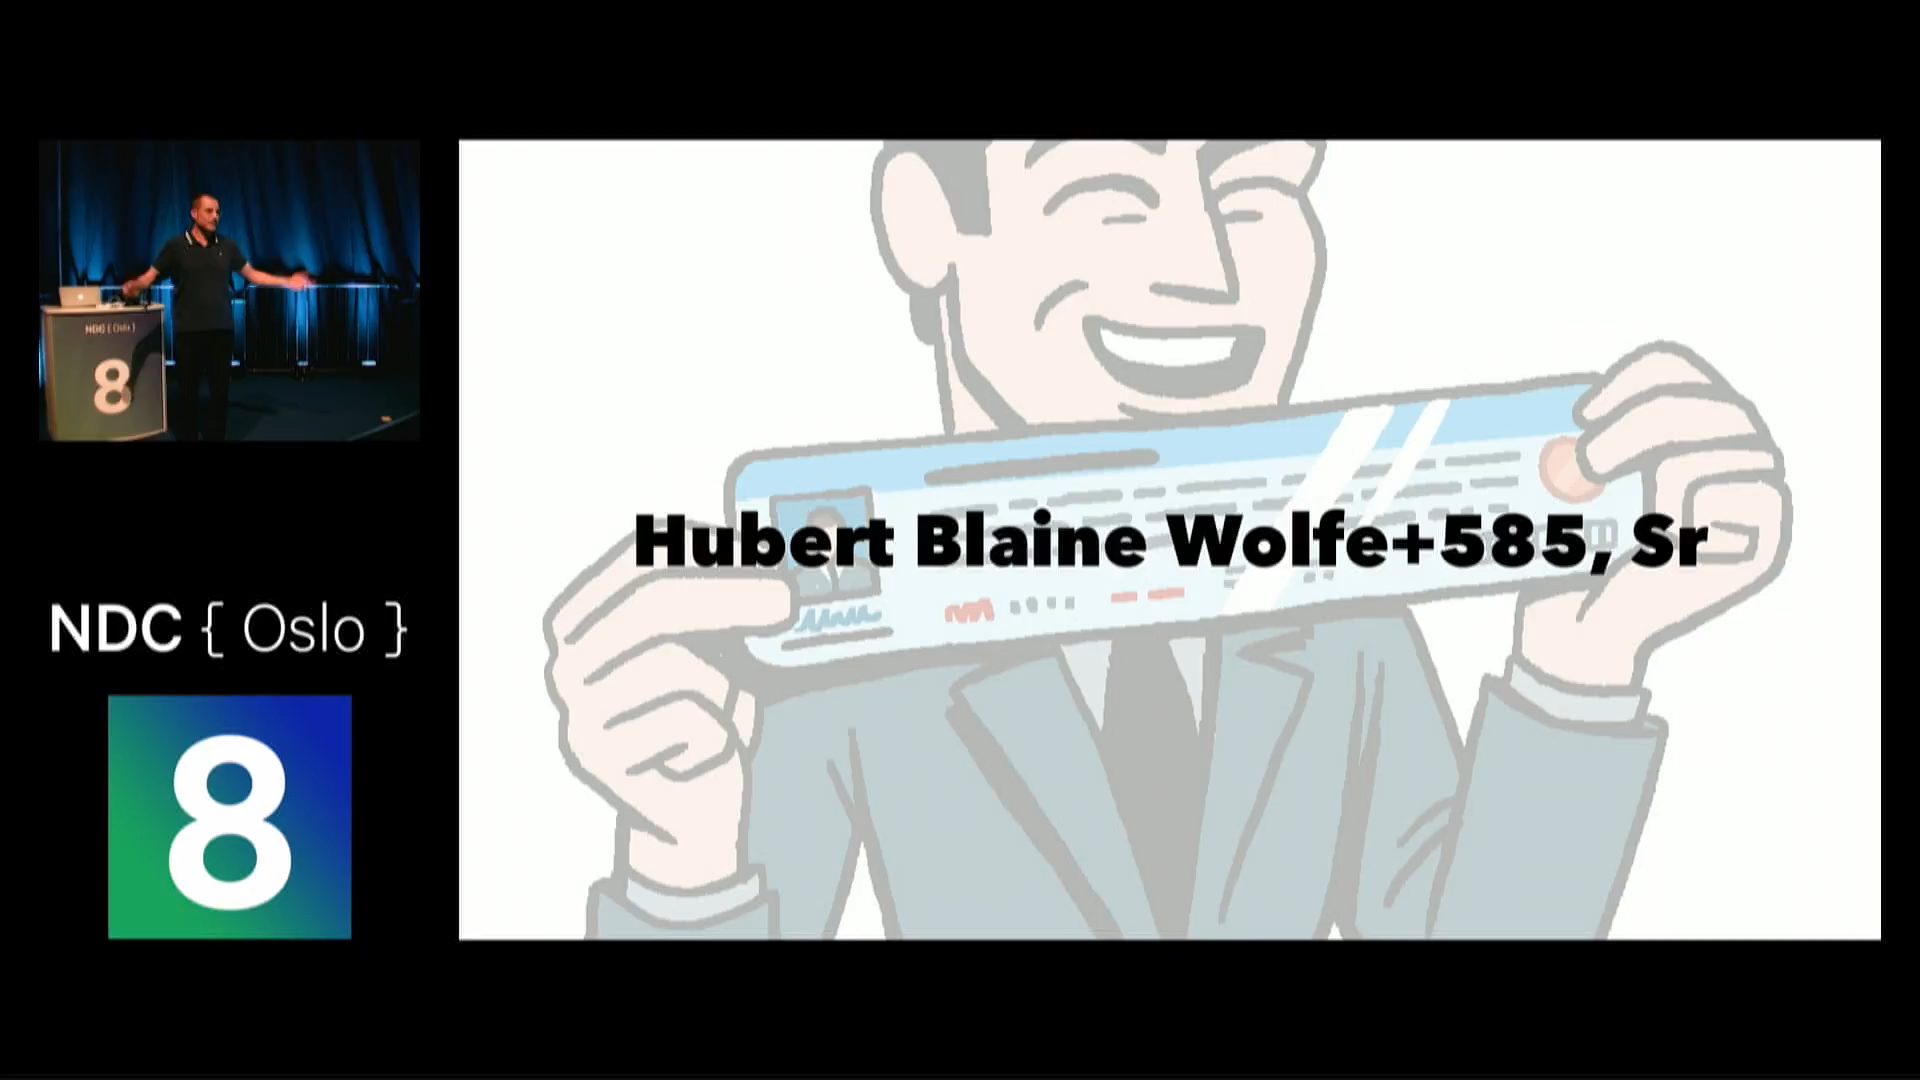 NDC { Oslo }
8
Hubert Blaine Wolfe+585, Sr
NDC { Oslo }
8